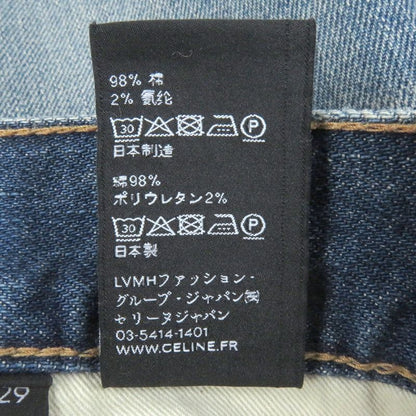 98% 棉
2% 氨纶
30 P
日本制造
綿98%
ポリウレタン2%
30 P
日本製
LVMHファッション・
グループ・ジャパン㈱
セリーヌジャパン
03-5414-1401
WWW.CELINE.FR
29